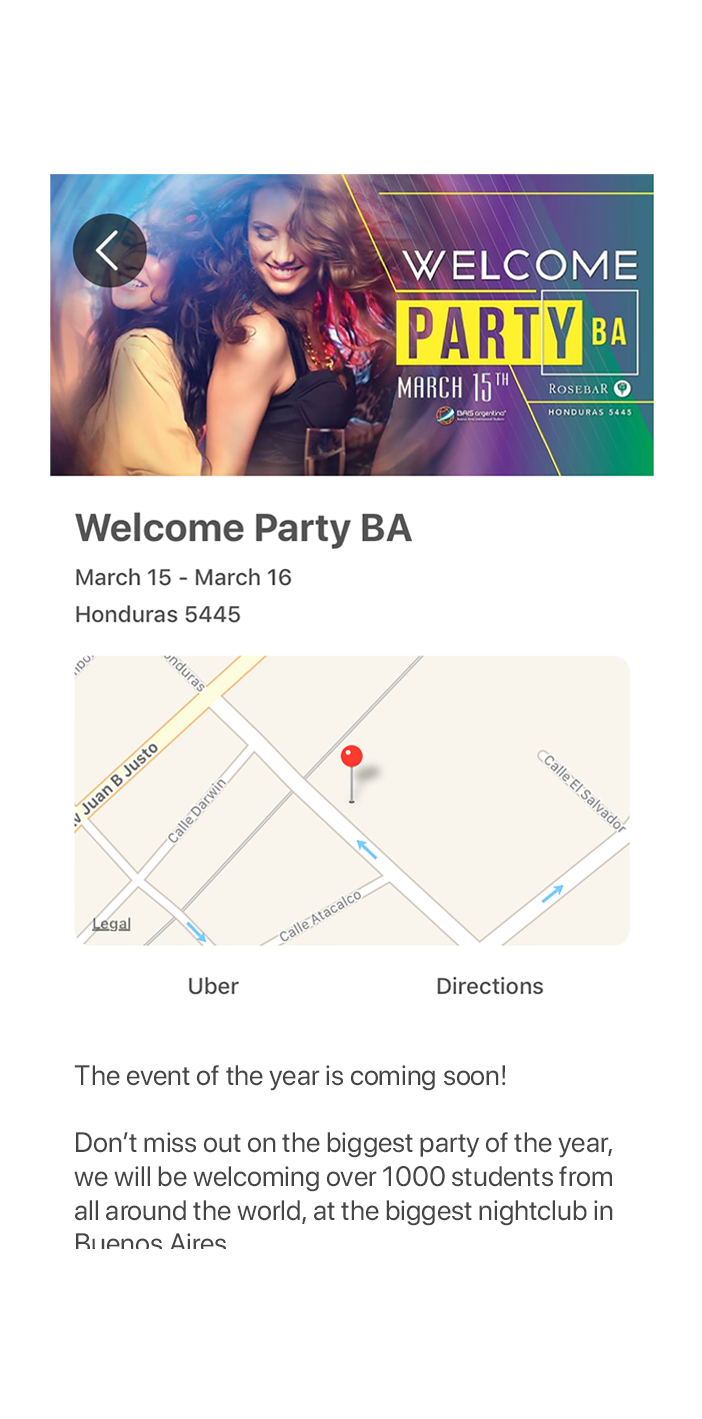 WELCOME
PARTY BA
MARCH 15TH
ROSEBAR
BAIS argentina
HONDURAS 5445
Welcome Party BA
March 15 - March 16
Honduras 5445
nduras
Juan B Justo
Calle Darwin
Calle El Salvador
Calle Atacalco
Legal
Uber
Directions
The event of the year is coming soon!
Don’t miss out on the biggest party of the year,
we will be welcoming over 1000 students from
all around the world, at the biggest nightclub in
Buenos Aires